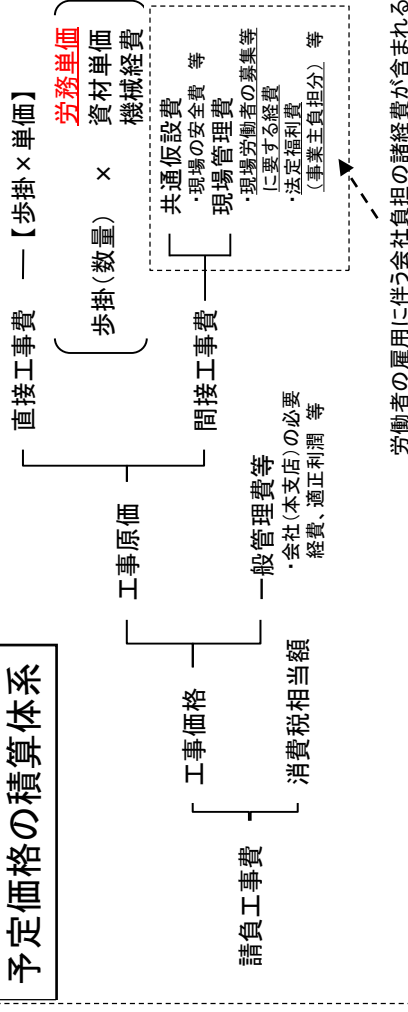 予定価格の積算体系
請負工事費
工事価格
消費税相当額
工事原価
一般管理費等
・会社(本支店)の必要
経費、適正利潤 等
直接工事費 ―【歩掛×単価】
歩掛(数量) × 
労務単価
資材単価
機械経費
間接工事費
共通仮設費
・現場の安全費 等
現場管理費
・現場労働者の募集等
に要する経費
・法定福利費
(事業主負担分) 等
労働者の雇用に伴う会社負担の諸経費が含まれる